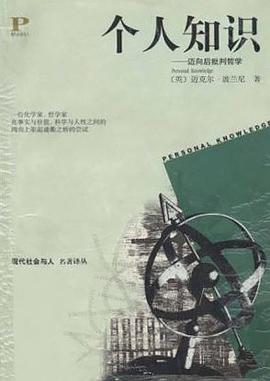 P
个人知识
——迈向后批判哲学
Personal Knowledge
〔英〕迈克尔·波兰尼 著
一位化学家、哲学家
在事实与价值、科学与人性之间的
鸿沟上架起通衢之桥的尝试
PERSONAL KNOWLEDGE
现代社会与人 名著译丛